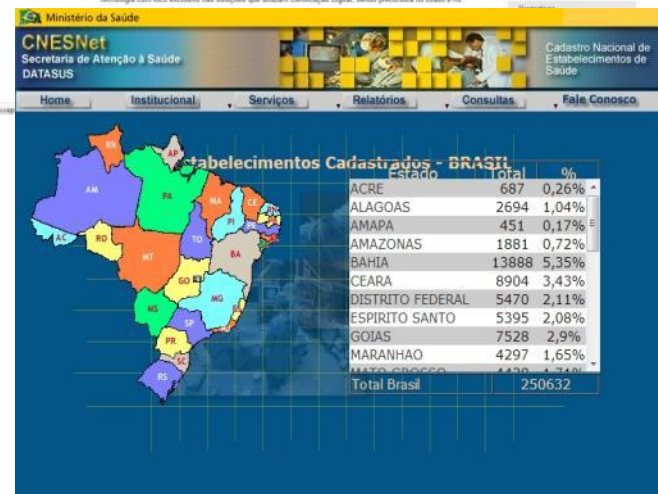 Ministério da Saúde
CNESNet
Secretaria de Atenção à Saúde
DATASUS
Cadastro Nacional de
Estabelecimentos de
Saúde
Home Institucional Serviços Relatórios Consultas Fale Conosco
tabelecimentos Cadastrados - BRASIL
Estado Total %
ACRE 687 0,26%
ALAGOAS 2694 1,04%
AMAPA 451 0,17%
AMAZONAS 1881 0,72%
BAHIA 13888 5,35%
CEARA 8904 3,43%
DISTRITO FEDERAL 5470 2,11%
ESPIRITO SANTO 5395 2,08%
GOIAS 7528 2,9%
MARANHAO 4297 1,65%
MATO GROSSO
Total Brasil 250632
RR
AP
AM
PA
MA
CE
PI
AC
RO
TO
BA
MT
GO
MG
MS
SP
PR
SC
RS